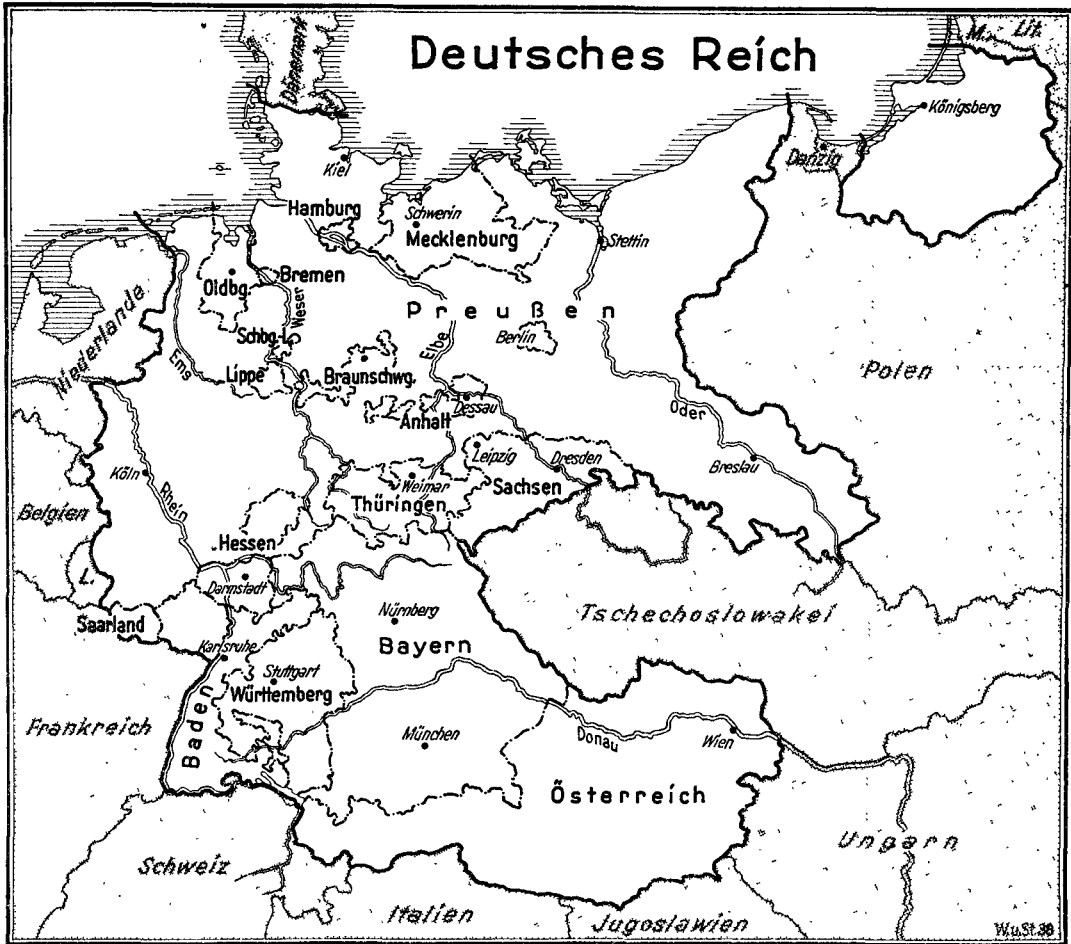 Deutsches Reich
M.
Lit.
Dänemark
Königsberg
Danzig
Kiel
Hamburg
Schwerin
Mecklenburg
Stettin
Oldbg.
Bremen
Niederlande
Ems
Weser
Preußen
Schbg-L.
Elbe
Berlin
Lippe
Braunschwg.
Polen
Anhalt
Dessau
Oder
Köln
Rhein
Leipzig
Dresden
Breslau
Weimar
Sachsen
Thüringen
Belgien
Hessen
L.
Darmstadt
Saarland
Nürnberg
Tschechoslowakei
Karlsruhe
Bayern
Stuttgart
Württemberg
Frankreich
Baden
München
Donau
Wien
Österreich
Schweiz
Ungarn
Italien
Jugoslawien
W.u.St.38